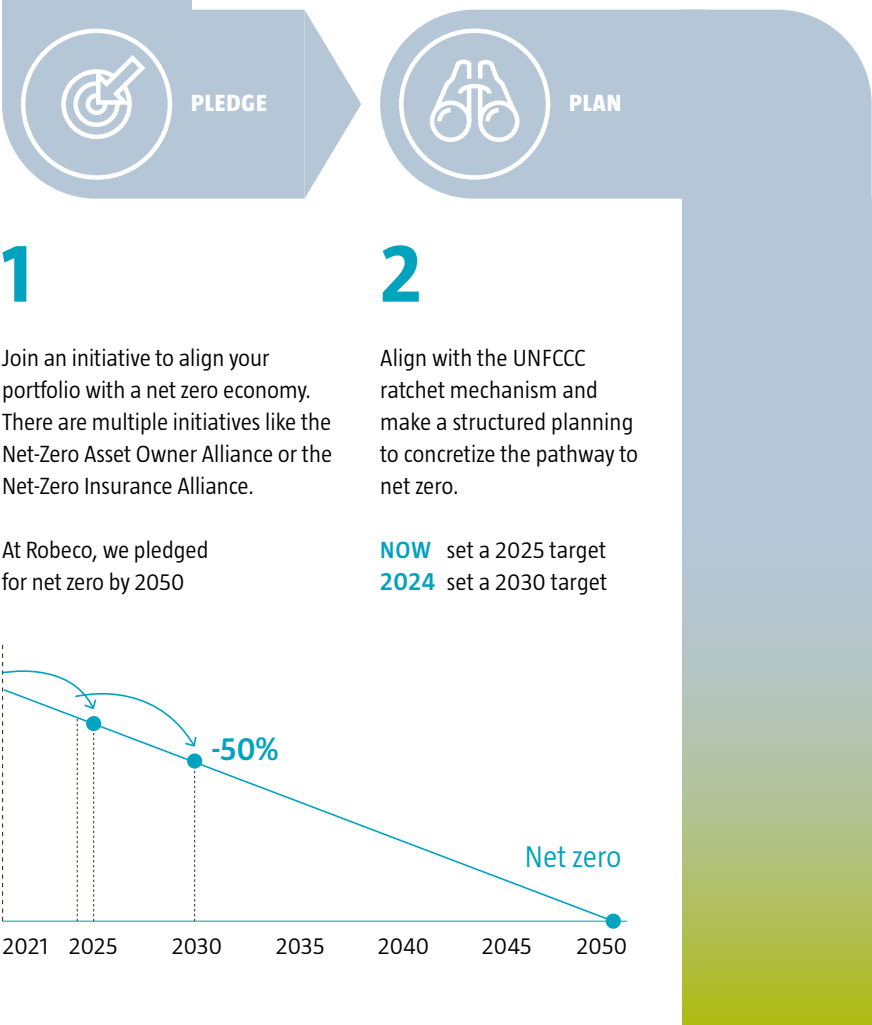 PLEDGE
PLAN
1
Join an initiative to align your
portfolio with a net zero economy.
There are multiple initiatives like the
Net-Zero Asset Owner Alliance or the
Net-Zero Insurance Alliance.
At Robeco, we pledged
for net zero by 2050
2
Align with the UNFCCC
ratchet mechanism and
make a structured planning
to concretize the pathway to
net zero.
NOW set a 2025 target
2024 set a 2030 target
-50%
Net zero
2021 2025 2030 2035 2040 2045 2050